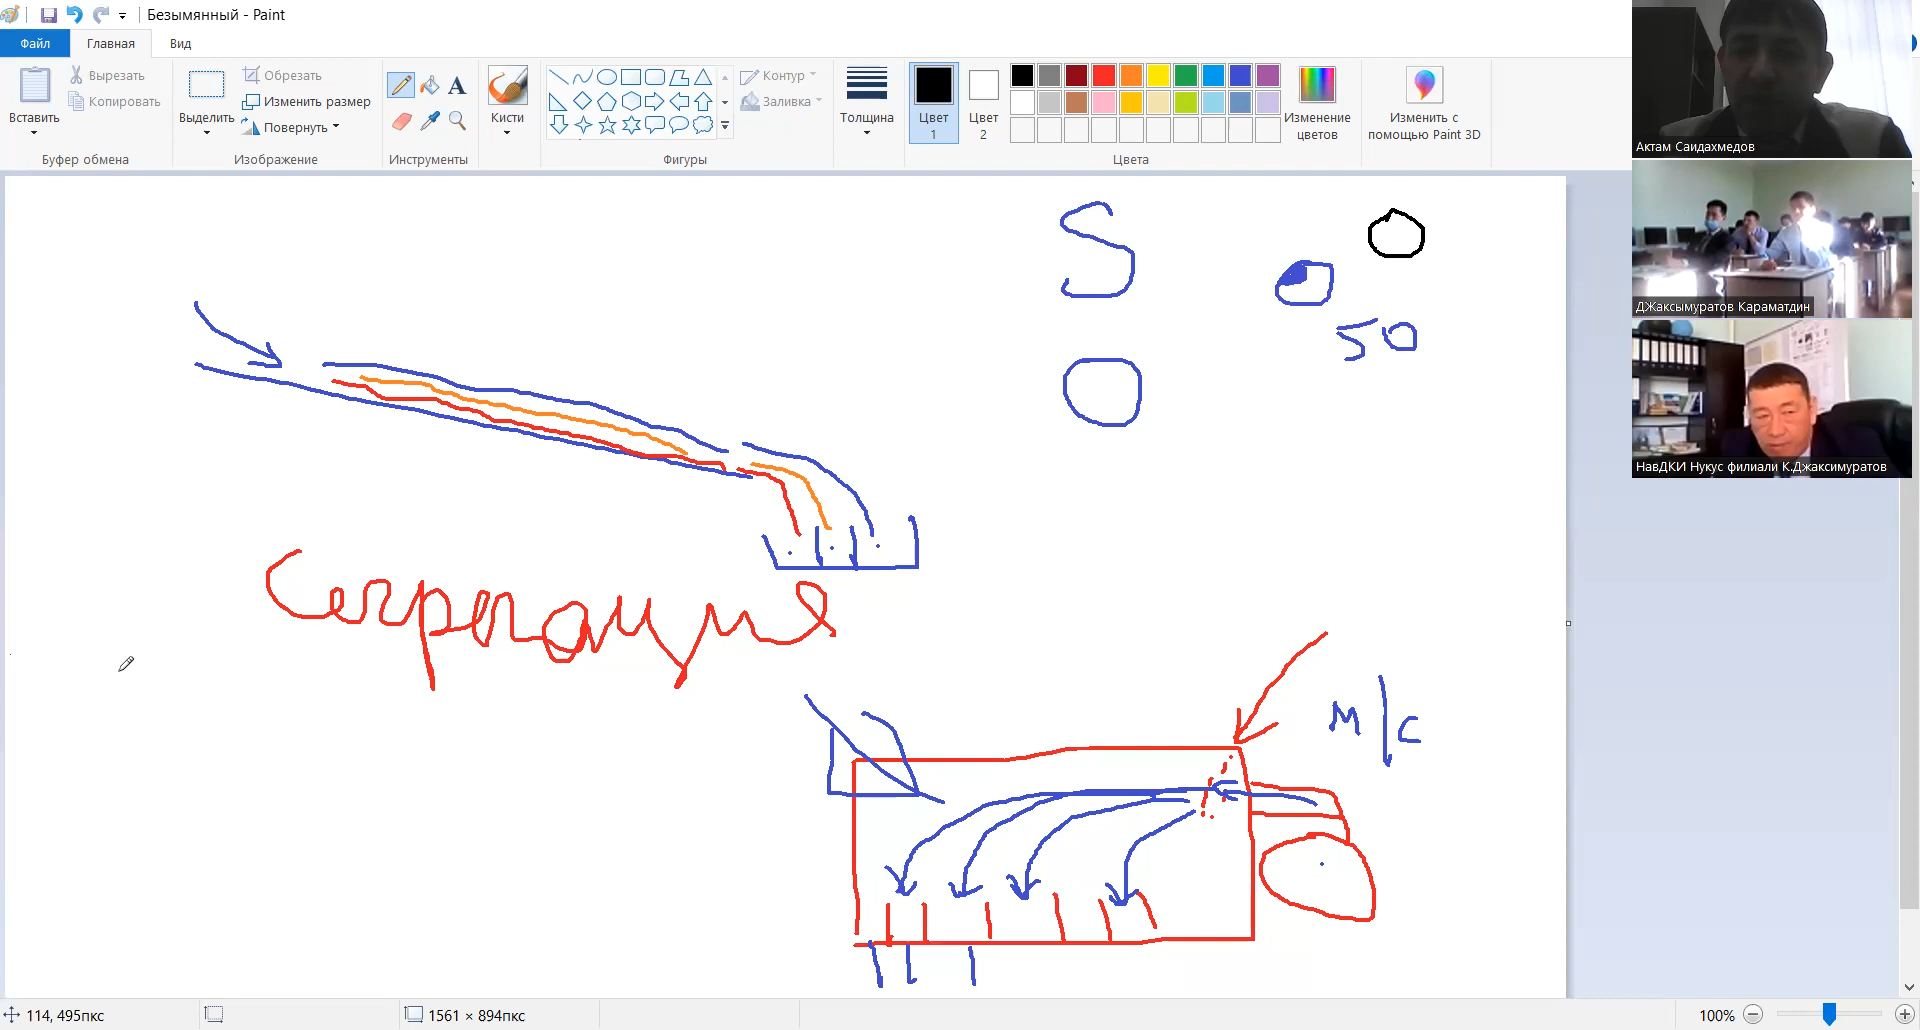 Безымянный - Paint
Файл
Главная
Вид
Вставить
Вырезать
Копировать
Буфер обмена
Выделить
Обрезать
Изменить размер
Повернуть
Изображение
Инструменты
Кисти
Контур
Заливка
Фигуры
Толщина
Цвет
1
Цвет
2
Изменение
цветов
Цвета
Изменить с
помощью Paint 3D
Актам Саидахмедов
ДЖаксымуратов Караматдин
НавДКИ Нукус филиали К.Джаксимуратов
S
50
Сегрегация
м/с
114, 495пкс
1561 × 894пкс
100%